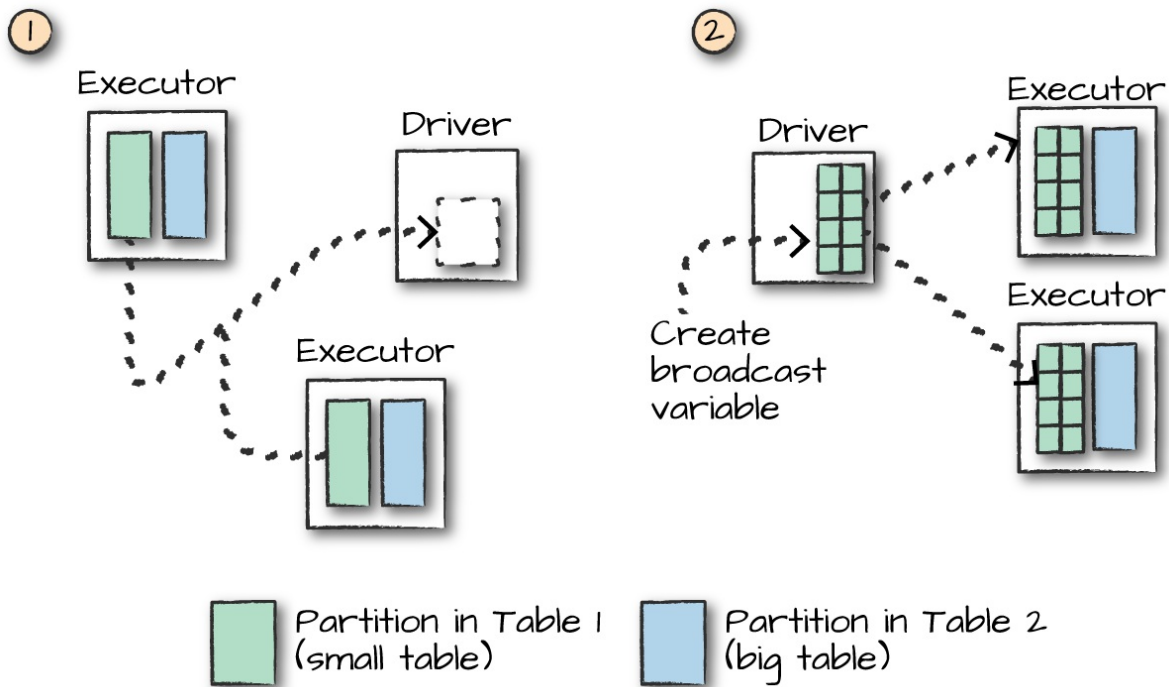 1
Executor
Driver
Executor
2
Driver
Executor
Executor
Create
broadcast
variable
Partition in Table 1
(small table)
Partition in Table 2
(big table)